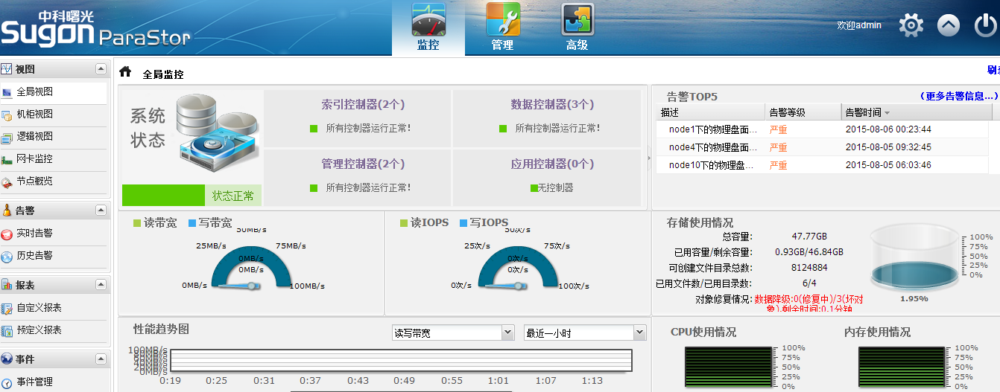 中科曙光
Sugon ParaStor
监控
管理
高级
欢迎admin
视图
全局视图
机柜视图
逻辑视图
网卡监控
节点概览
告警
实时告警
历史告警
报表
自定义报表
预定义报表
事件
事件管理
全局监控
系统
状态
状态正常
索引控制器(2个)
所有控制器运行正常!
数据控制器(3个)
所有控制器运行正常!
管理控制器(2个)
所有控制器运行正常!
应用控制器(0个)
无控制器
告警TOP5
(更多告警信息...)
描述 告警等级 告警时间
node1下的物理盘面... 严重 2015-08-06 00:23:44
node4下的物理盘面... 严重 2015-08-05 09:32:45
node10下的物理盘... 严重 2015-08-05 06:03:46
读带宽 写带宽
50MB/s
25MB/s 75MB/s
0MB/s
0MB/s
0MB/s 100MB/s
读IOPS 写IOPS
50次/s
25次/s 75次/s
0次/s
0次/s
0次/s 100次/s
存储使用情况
总容量: 47.77GB
已用容量/剩余容量: 0.93GB/46.84GB
可创建文件目录总数: 8124884
已用文件数/已用目录数: 6/4
对象修复情况: 数据降级:0(修复中)/3(坏对
象),剩余时间:0.1分钟
100%
75%
50%
25%
0%
1.95%
性能趋势图
读写带宽
最近一小时
100MB/s
80MB/s
60MB/s
40MB/s
20MB/s
0MB/s
0:19 0:25 0:31 0:37 0:43 0:49 0:55 1:01 1:07 1:13
CPU使用情况
100%
75%
50%
25%
0%
内存使用情况
100%
75%
50%
25%
0%